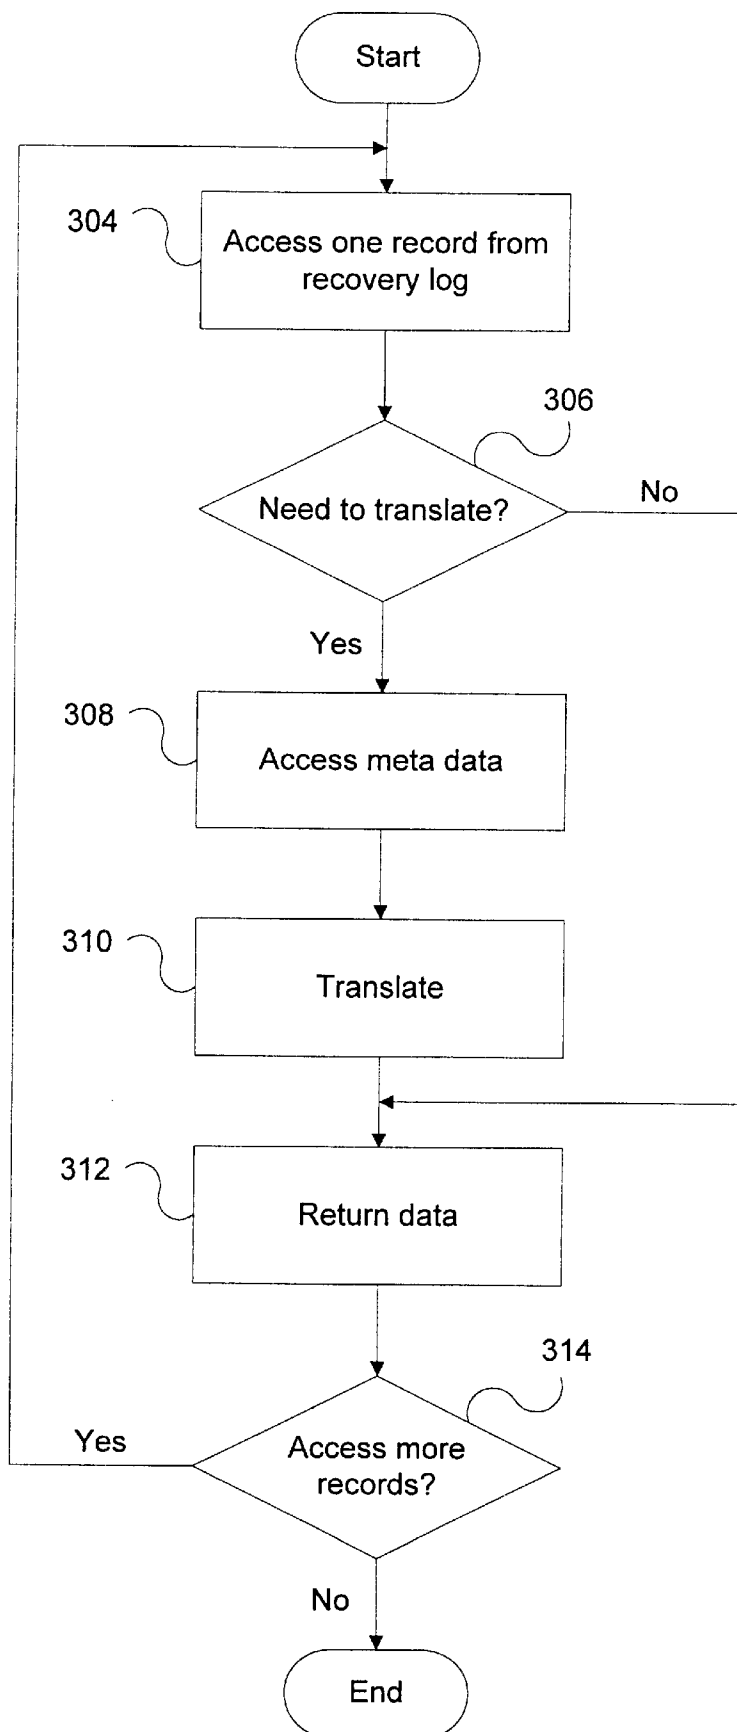 Start
304
Access one record from
recovery log
306
Need to translate?
No
Yes
308
Access meta data
310
Translate
312
Return data
314
Yes
Access more
records?
No
End